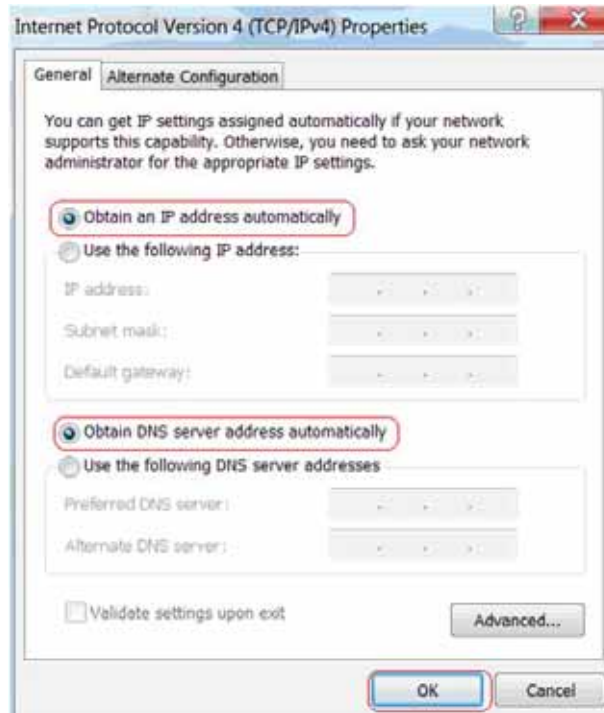 Internet Protocol Version 4 (TCP/IPv4) Properties
General
Alternate Configuration
You can get IP settings assigned automatically if your network
supports this capability. Otherwise, you need to ask your network
administrator for the appropriate IP settings.
Obtain an IP address automatically
Use the following IP address:
IP address:
Subnet mask:
Default gateway:
Obtain DNS server address automatically
Use the following DNS server addresses
Preferred DNS server:
Alternate DNS server:
Validate settings upon exit
Advanced...
OK
Cancel